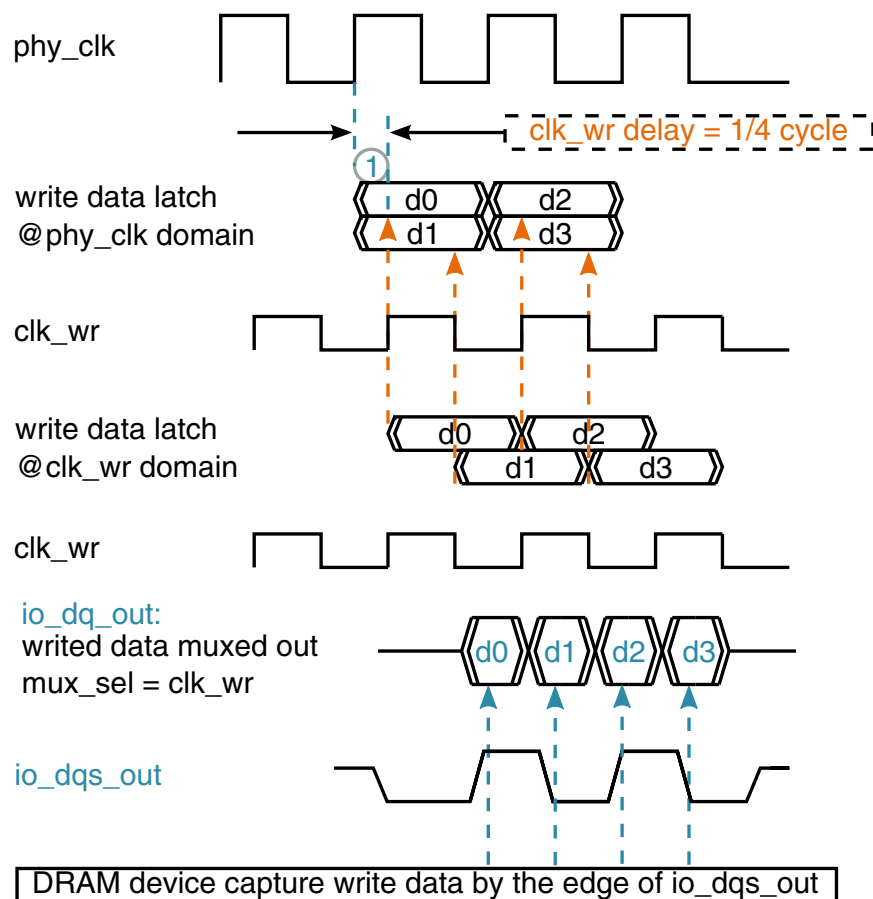 phy_clk
clk_wr delay = 1/4 cycle
1
write data latch
@phy_clk domain
d0 d2
d1 d3
clk_wr
write data latch
@clk_wr domain
d0 d2
d1 d3
clk_wr
io_dq_out:
writed data muxed out
mux_sel = clk_wr
d0 d1 d2 d3
io_dqs_out
DRAM device capture write data by the edge of io_dqs_out